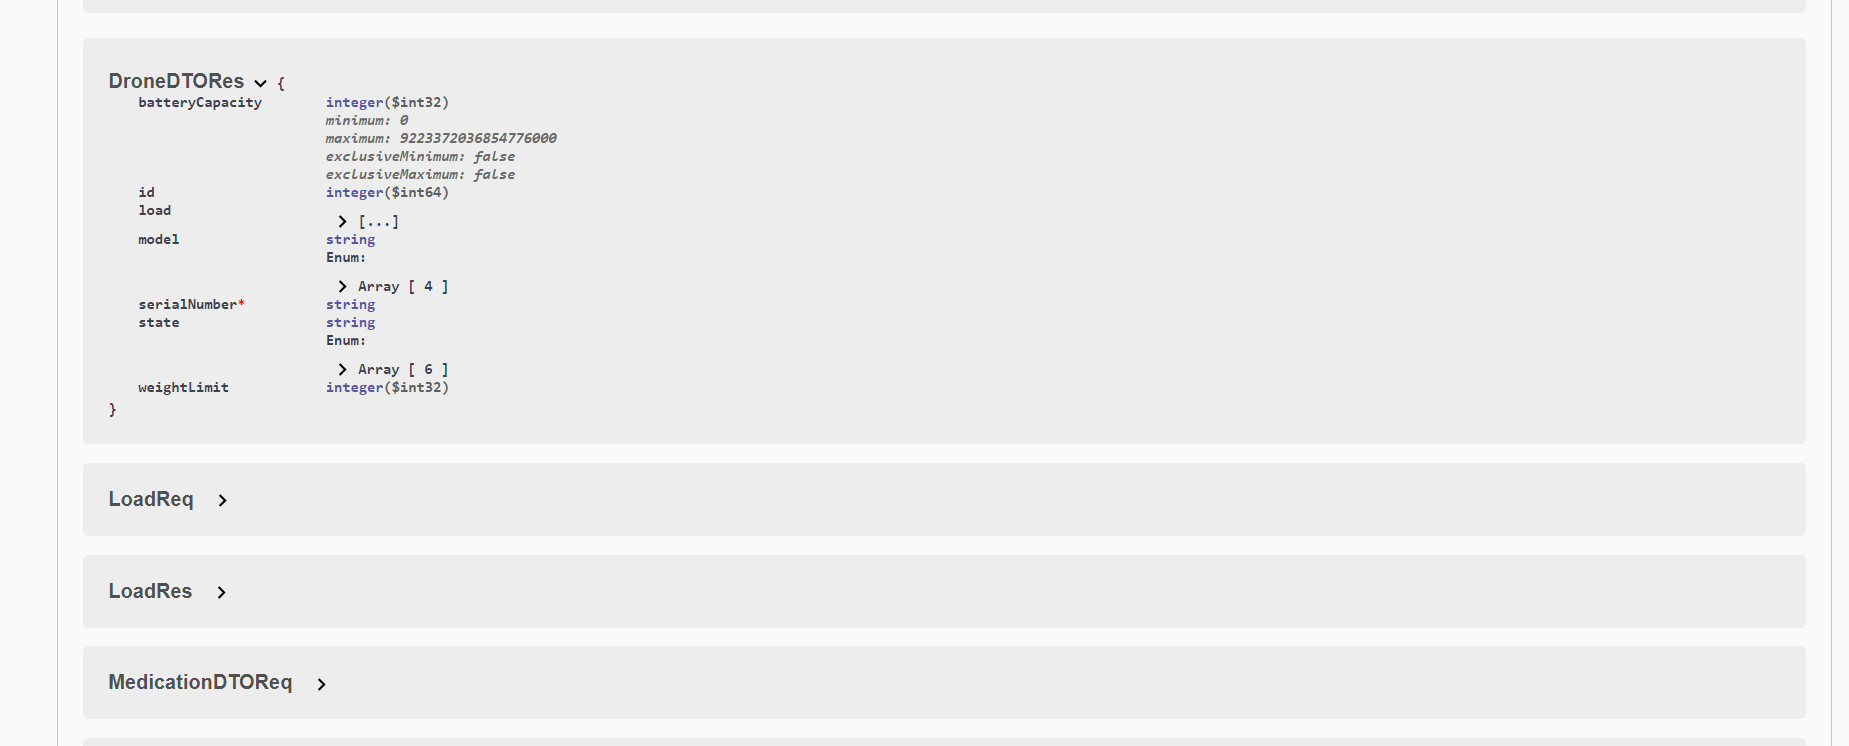 DroneDTORes {
batteryCapacity integer($int32)
minimum: 0
maximum: 9223372036854776000
exclusiveMinimum: false
exclusiveMaximum: false
id integer($int64)
load
[...]
model string
Enum:
Array [ 4 ]
serialNumber* string
state string
Enum:
Array [ 6 ]
weightLimit integer($int32)
}
LoadReq
LoadRes
MedicationDTOReq